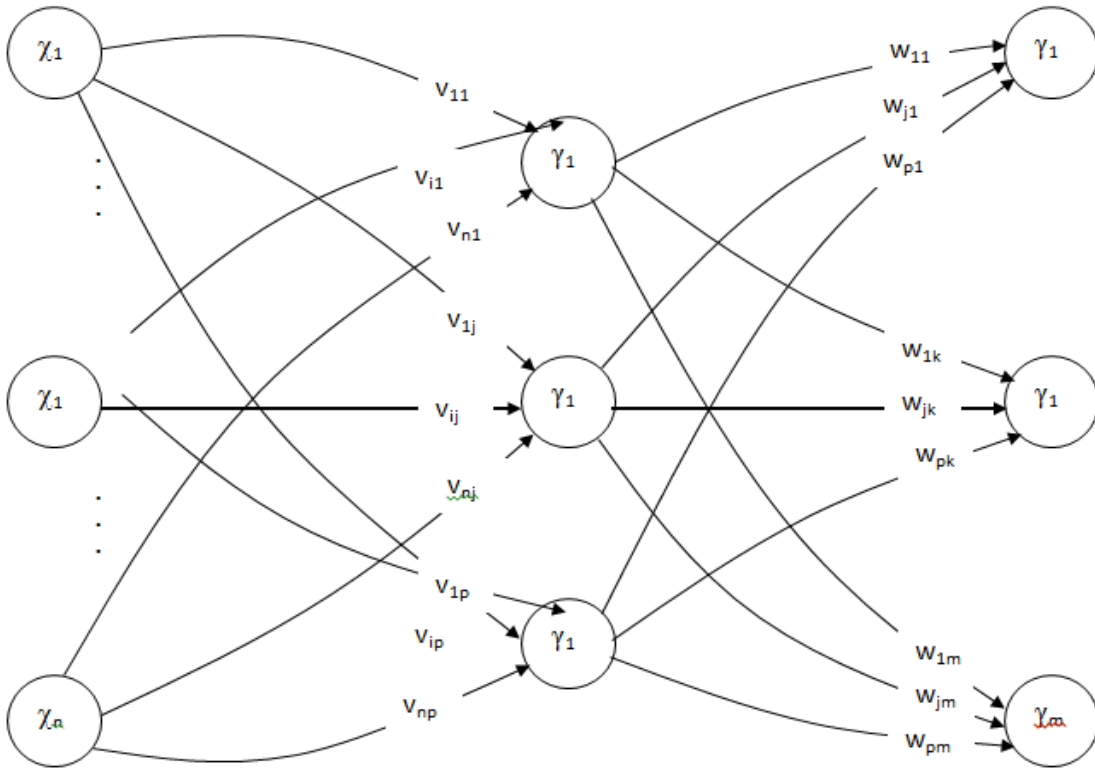 χ1
γ1
w11
v11
wj1
γ1
wp1
vi1
.
.
.
vn1
v1j
w1k
χ1
vij
γ1
wjk
γ1
wpk
vnj
.
.
.
v1p
vip
γ1
w1m
vnp
wjm
χn
γm
wpm